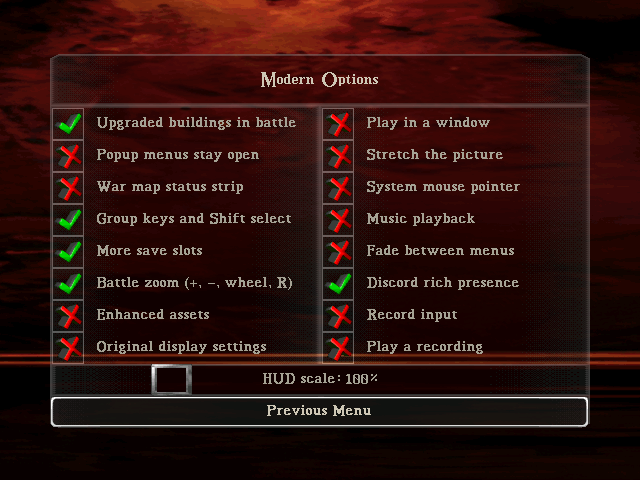 Modern Options
Upgraded buildings in battle
Popup menus stay open
War map status strip
Group keys and Shift select
More save slots
Battle zoom (+, -, wheel, R)
Enhanced assets
Original display settings
Play in a window
Stretch the picture
System mouse pointer
Music playback
Fade between menus
Discord rich presence
Record input
Play a recording
HUD scale: 100%
Previous Menu